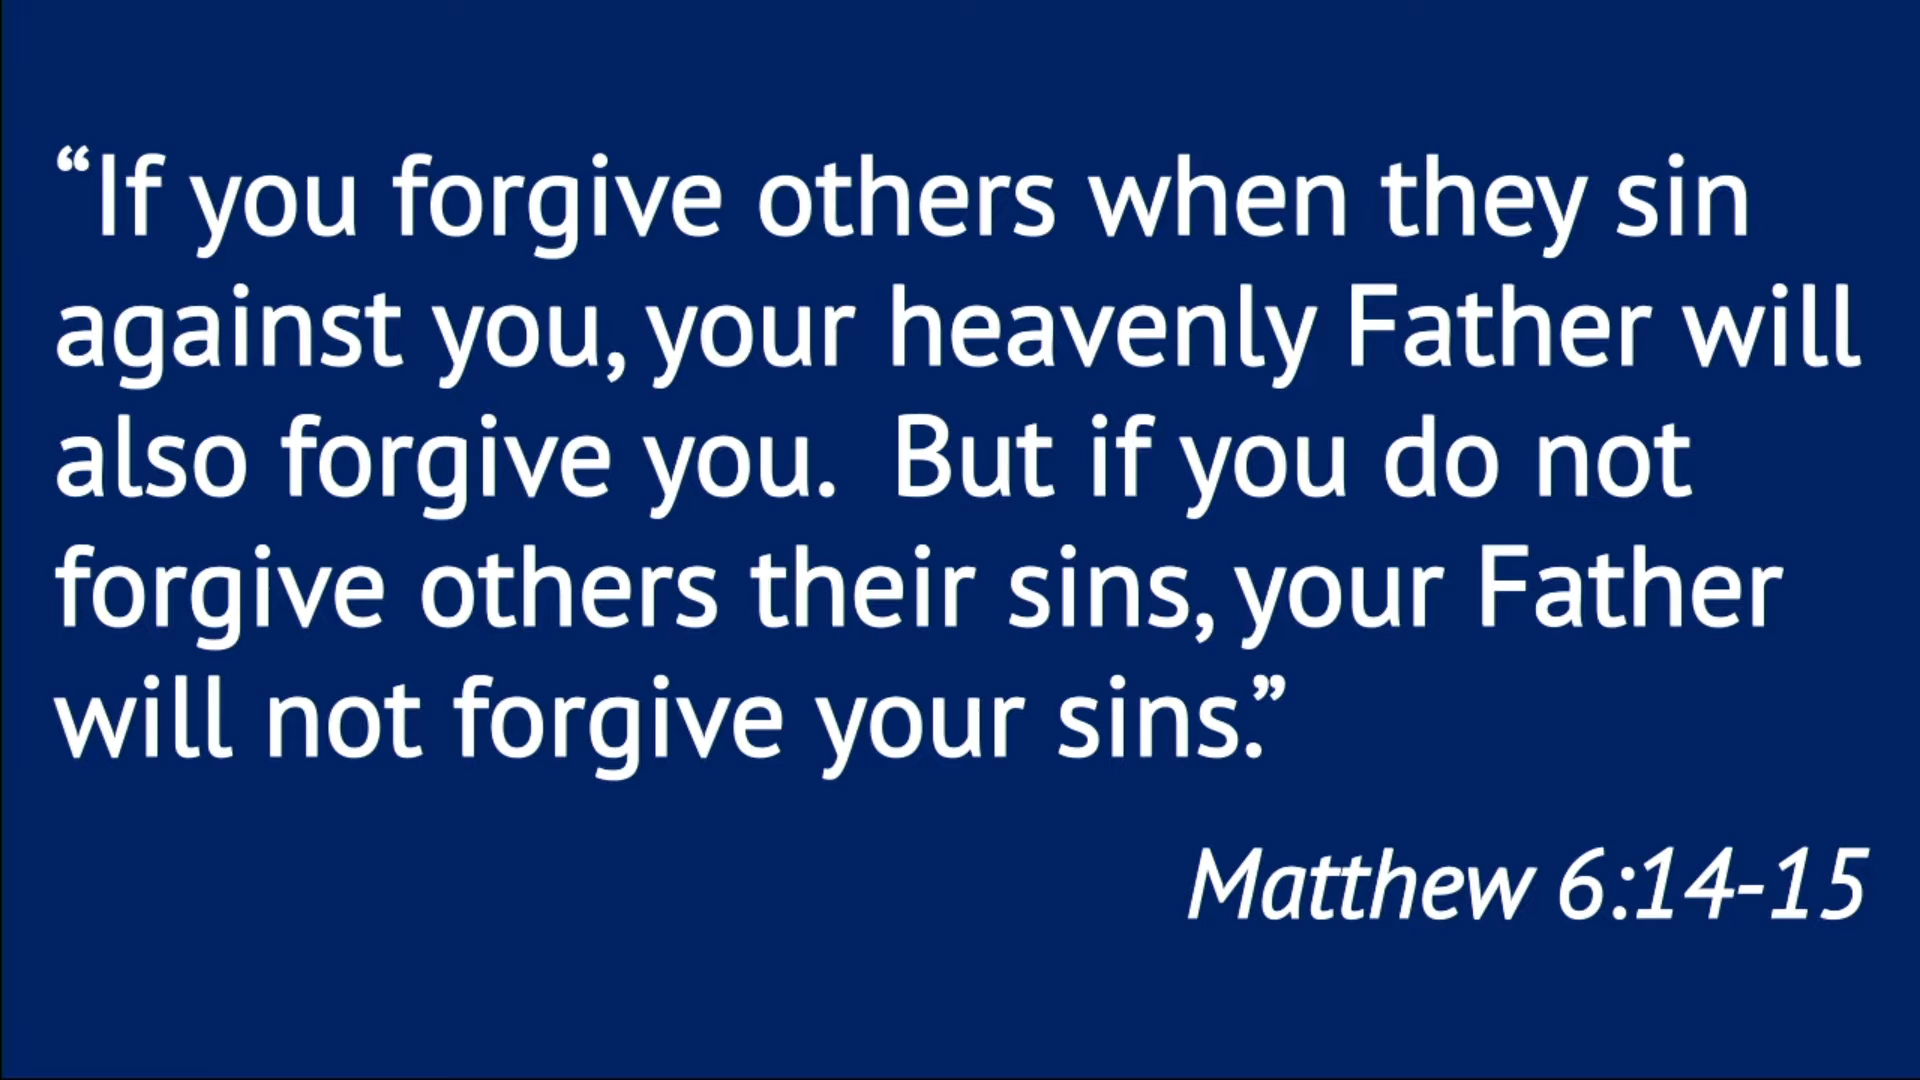 “If you forgive others when they sin
against you, your heavenly Father will
also forgive you.  But if you do not
forgive others their sins, your Father
will not forgive your sins.”
Matthew 6:14-15